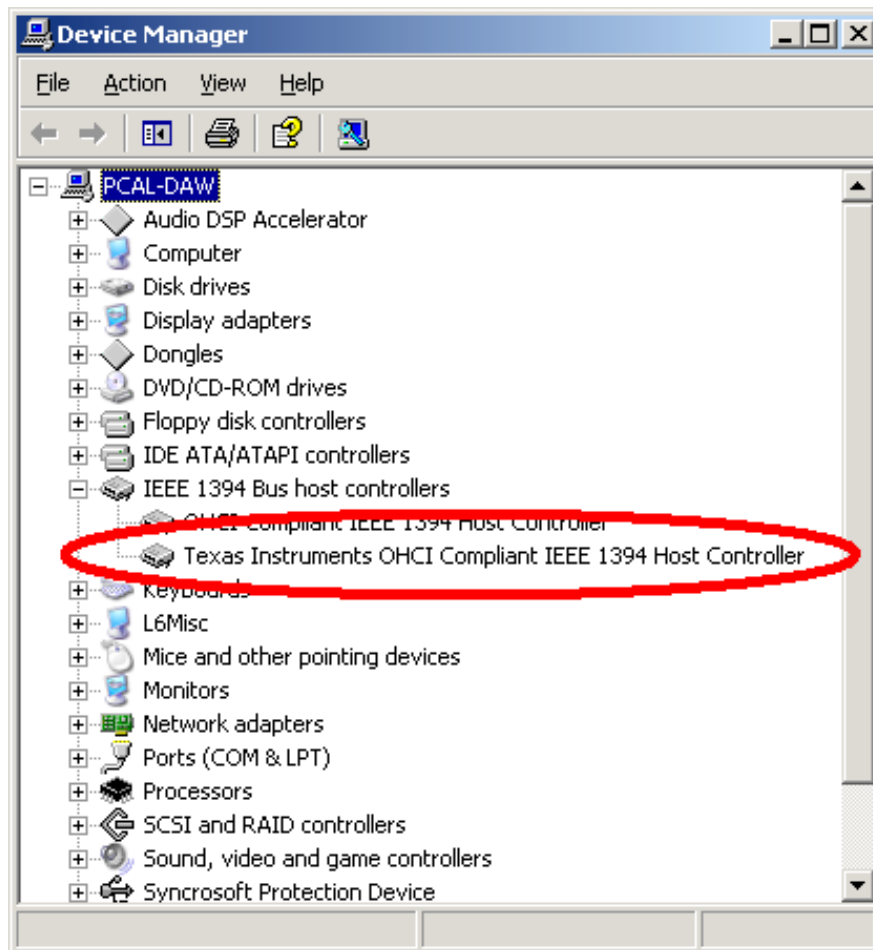 Device Manager
File Action View Help
PCAL-DAW
Audio DSP Accelerator
Computer
Disk drives
Display adapters
Dongles
DVD/CD-ROM drives
Floppy disk controllers
IDE ATA/ATAPI controllers
IEEE 1394 Bus host controllers
OHCI Compliant IEEE 1394 Host Controller
Texas Instruments OHCI Compliant IEEE 1394 Host Controller
Keyboards
L6Misc
Mice and other pointing devices
Monitors
Network adapters
Ports (COM & LPT)
Processors
SCSI and RAID controllers
Sound, video and game controllers
Syncrosoft Protection Device